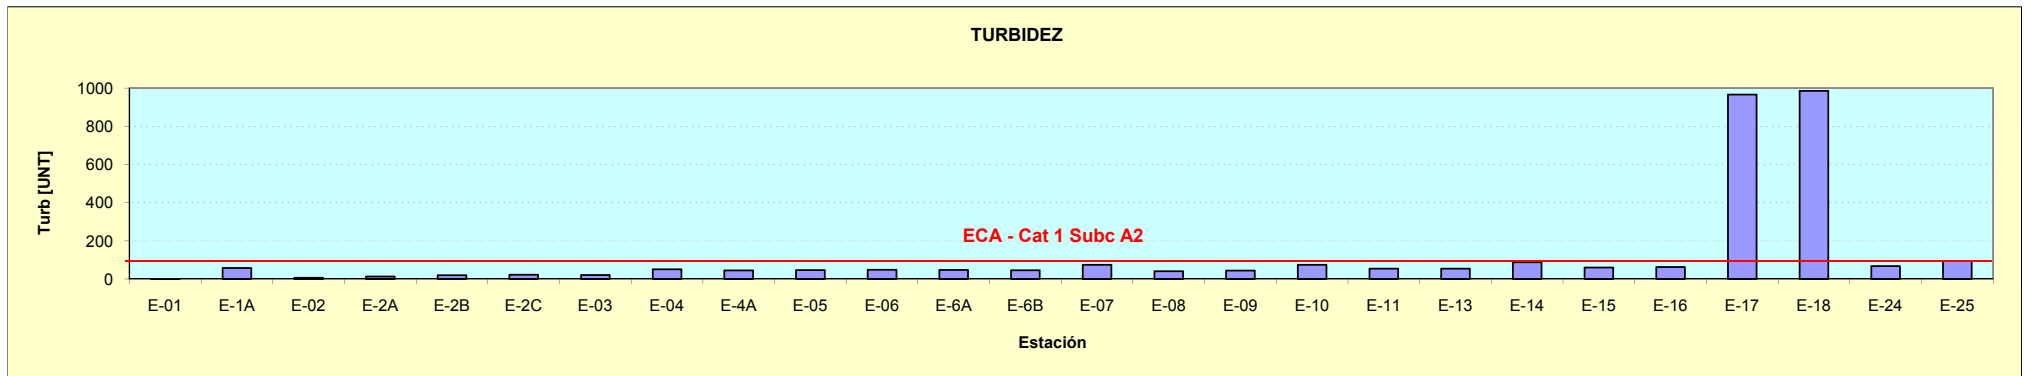 TURBIDEZ
1000
800
600
400
200
0
Turb [UNT]
ECA - Cat 1 Subc A2
E-01 E-1A E-02 E-2A E-2B E-2C E-03 E-04 E-4A E-05 E-06 E-6A E-6B E-07 E-08 E-09 E-10 E-11 E-13 E-14 E-15 E-16 E-17 E-18 E-24 E-25
Estación